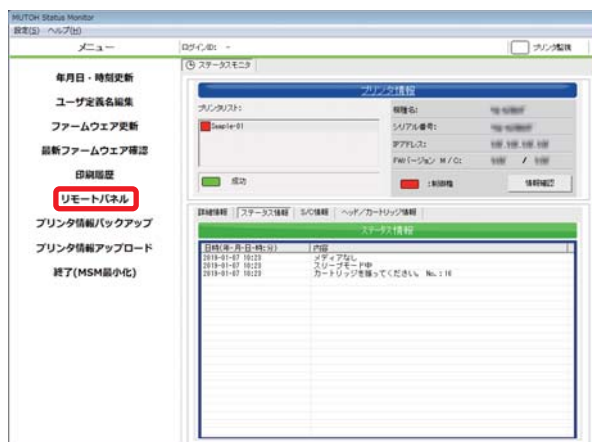 MUTOH Status Monitor
設定(S) ヘルプ(H)
メニュー
ログインID: -
プリンタ監視
ステータスモニタ
年月日・時刻更新
ユーザ定義名編集
ファームウェア更新
最新ファームウェア確認
印刷履歴
リモートパネル
プリンタ情報バックアップ
プリンタ情報アップロード
終了(MSM最小化)
プリンタ情報
プリンタリスト:
Sample-01
成功
機種名:
シリアル番号:
IPアドレス:
FWバージョン M / C:
/
:制御機
情報確認
詳細情報
ステータス情報
S/C情報
ヘッド/カートリッジ情報
ステータス情報
日時(年-月-日-時:分) 内容
2019-01-07 10:23 メディアなし
2019-01-07 10:23 スリープモード中
2019-01-07 10:23 カートリッジを振ってください。 No.:16